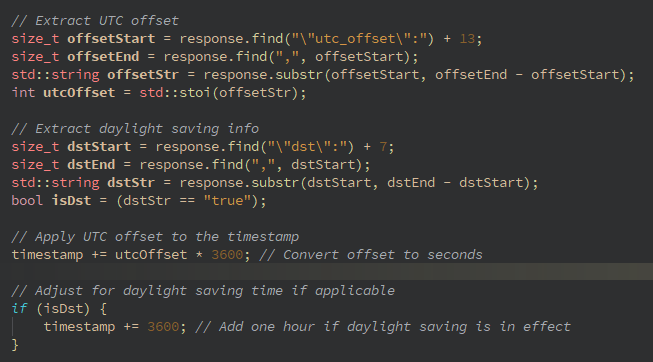 // Extract UTC offset
size_t offsetStart = response.find("\"utc_offset\":") + 13;
size_t offsetEnd = response.find(",", offsetStart);
std::string offsetStr = response.substr(offsetStart, offsetEnd - offsetStart);
int utcOffset = std::stoi(offsetStr);

// Extract daylight saving info
size_t dstStart = response.find("\"dst\":") + 7;
size_t dstEnd = response.find(",", dstStart);
std::string dstStr = response.substr(dstStart, dstEnd - dstStart);
bool isDst = (dstStr == "true");

// Apply UTC offset to the timestamp
timestamp += utcOffset * 3600; // Convert offset to seconds

// Adjust for daylight saving time if applicable
if (isDst) {
    timestamp += 3600; // Add one hour if daylight saving is in effect
}